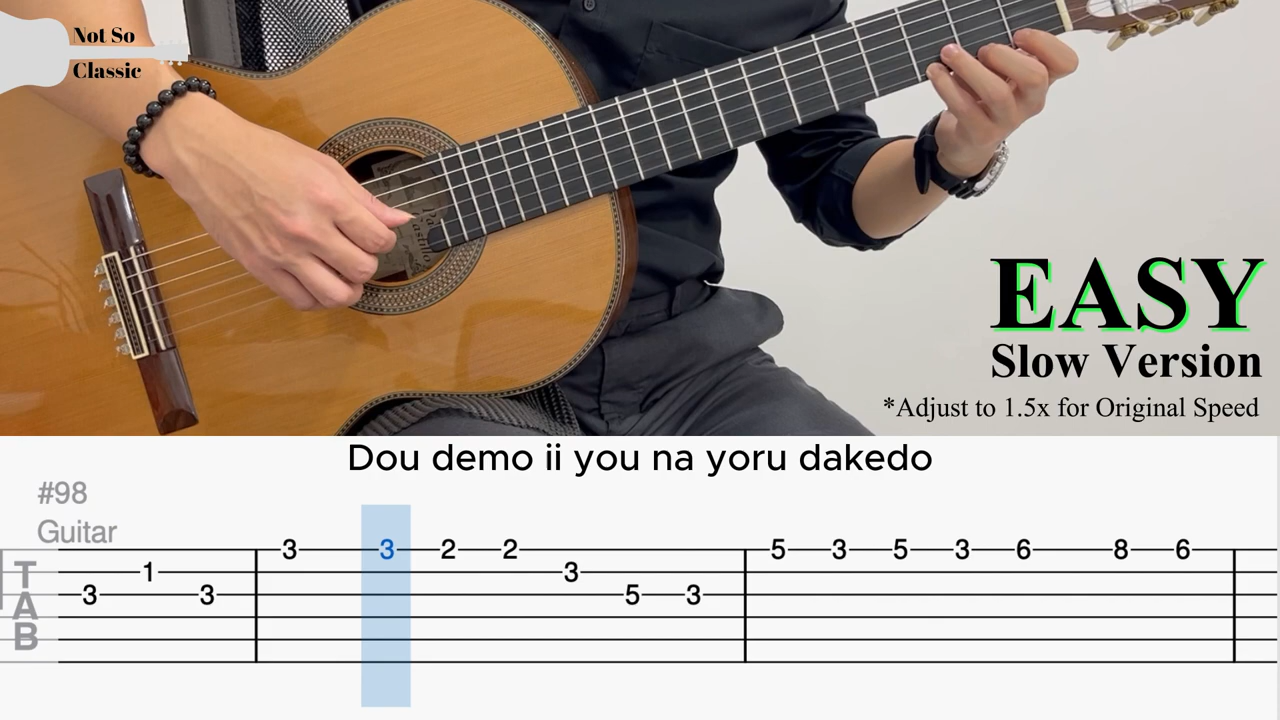 Not So
Classic
EASY
Slow Version
*Adjust to 1.5x for Original Speed
Dou demo ii you na yoru dakedo
#98
Guitar
3 3 2 2 5 3 5 3 6 8 6
T 1 3
A 3 3 5 3
B